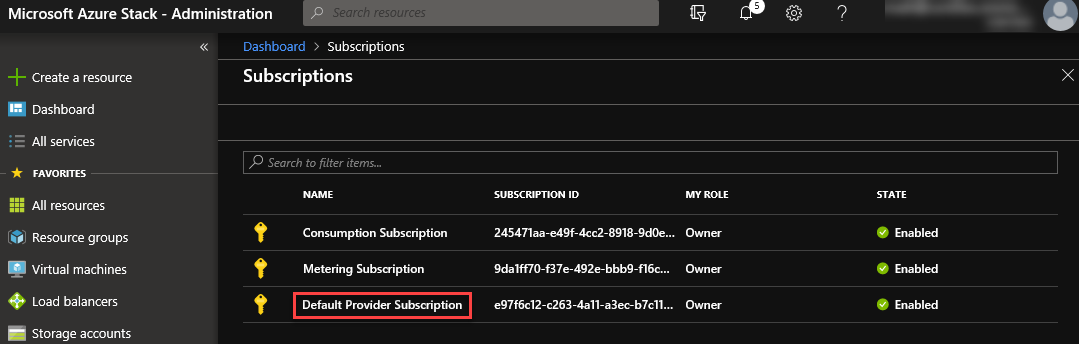 Microsoft Azure Stack - Administration
Search resources
5
?
«
Create a resource
Dashboard
All services
FAVORITES
All resources
Resource groups
Virtual machines
Load balancers
Storage accounts
Dashboard > Subscriptions
Subscriptions
Search to filter items...
NAME SUBSCRIPTION ID MY ROLE STATE
Consumption Subscription 245471aa-e49f-4cc2-8918-9d0e... Owner Enabled
Metering Subscription 9da1ff70-f37e-492e-bbb9-f16c... Owner Enabled
Default Provider Subscription e97f6c12-c263-4a11-a3ec-b7c11... Owner Enabled